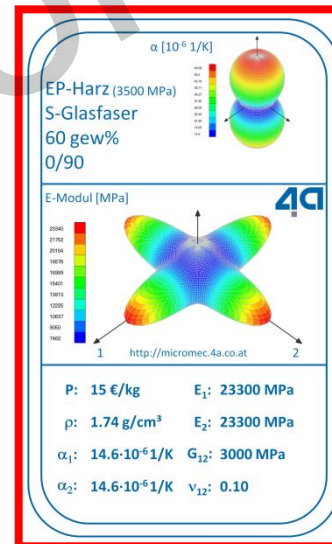 α [10⁻⁶ 1/K]
EP-Harz (3500 MPa)
S-Glasfaser
60 gew%
0/90
E-Modul [MPa]
4a
23340
21762
20164
18576
16989
15401
13813
12225
10637
9050
7462
1
http://micromec.4a.co.at
2
P: 15 €/kg E₁: 23300 MPa
ρ: 1.74 g/cm³ E₂: 23300 MPa
α₁: 14.6·10⁻⁶ 1/K G₁₂: 3000 MPa
α₂: 14.6·10⁻⁶ 1/K ν₁₂: 0.10